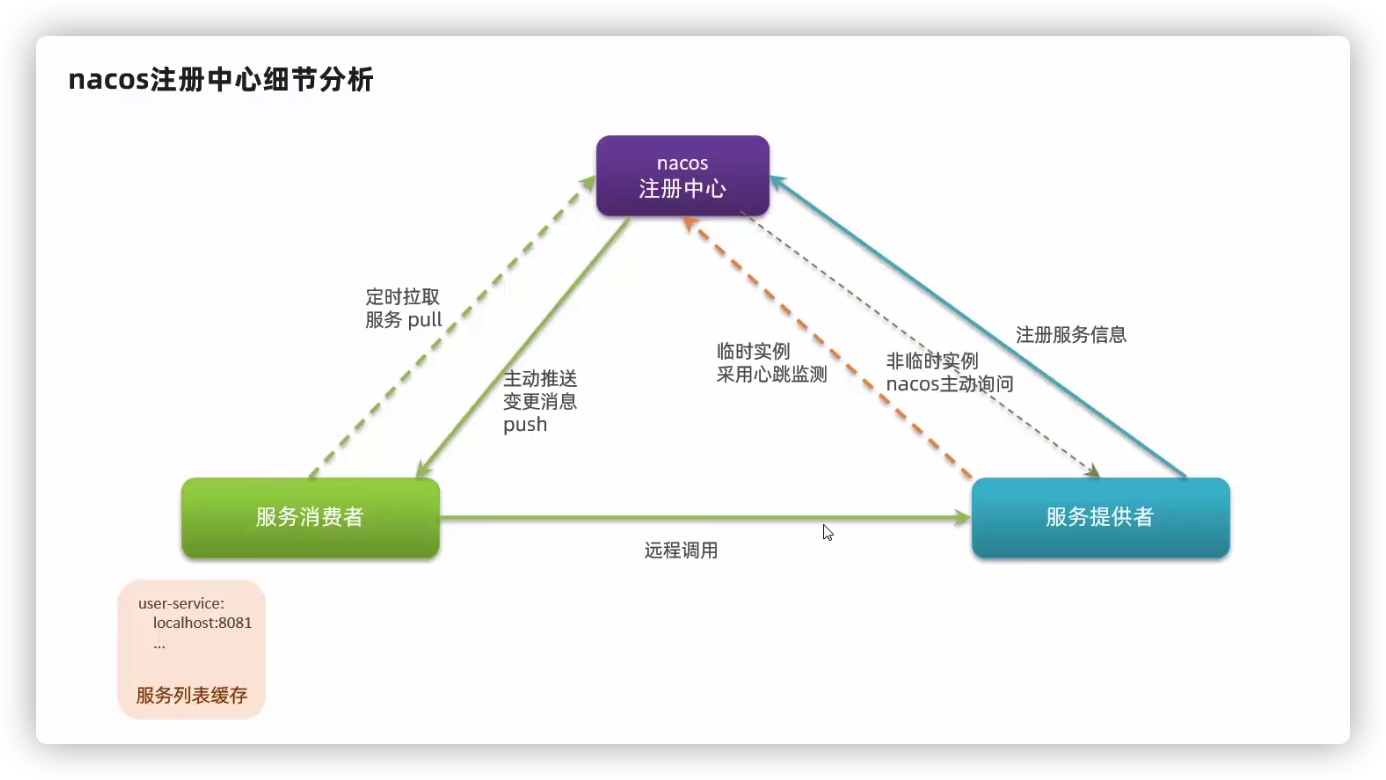 nacos注册中心细节分析
nacos
注册中心
定时拉取
服务 pull
主动推送
变更消息
push
临时实例
采用心跳监测
非临时实例
nacos主动询问
注册服务信息
服务消费者
服务提供者
远程调用
user-service:
localhost:8081
...
服务列表缓存